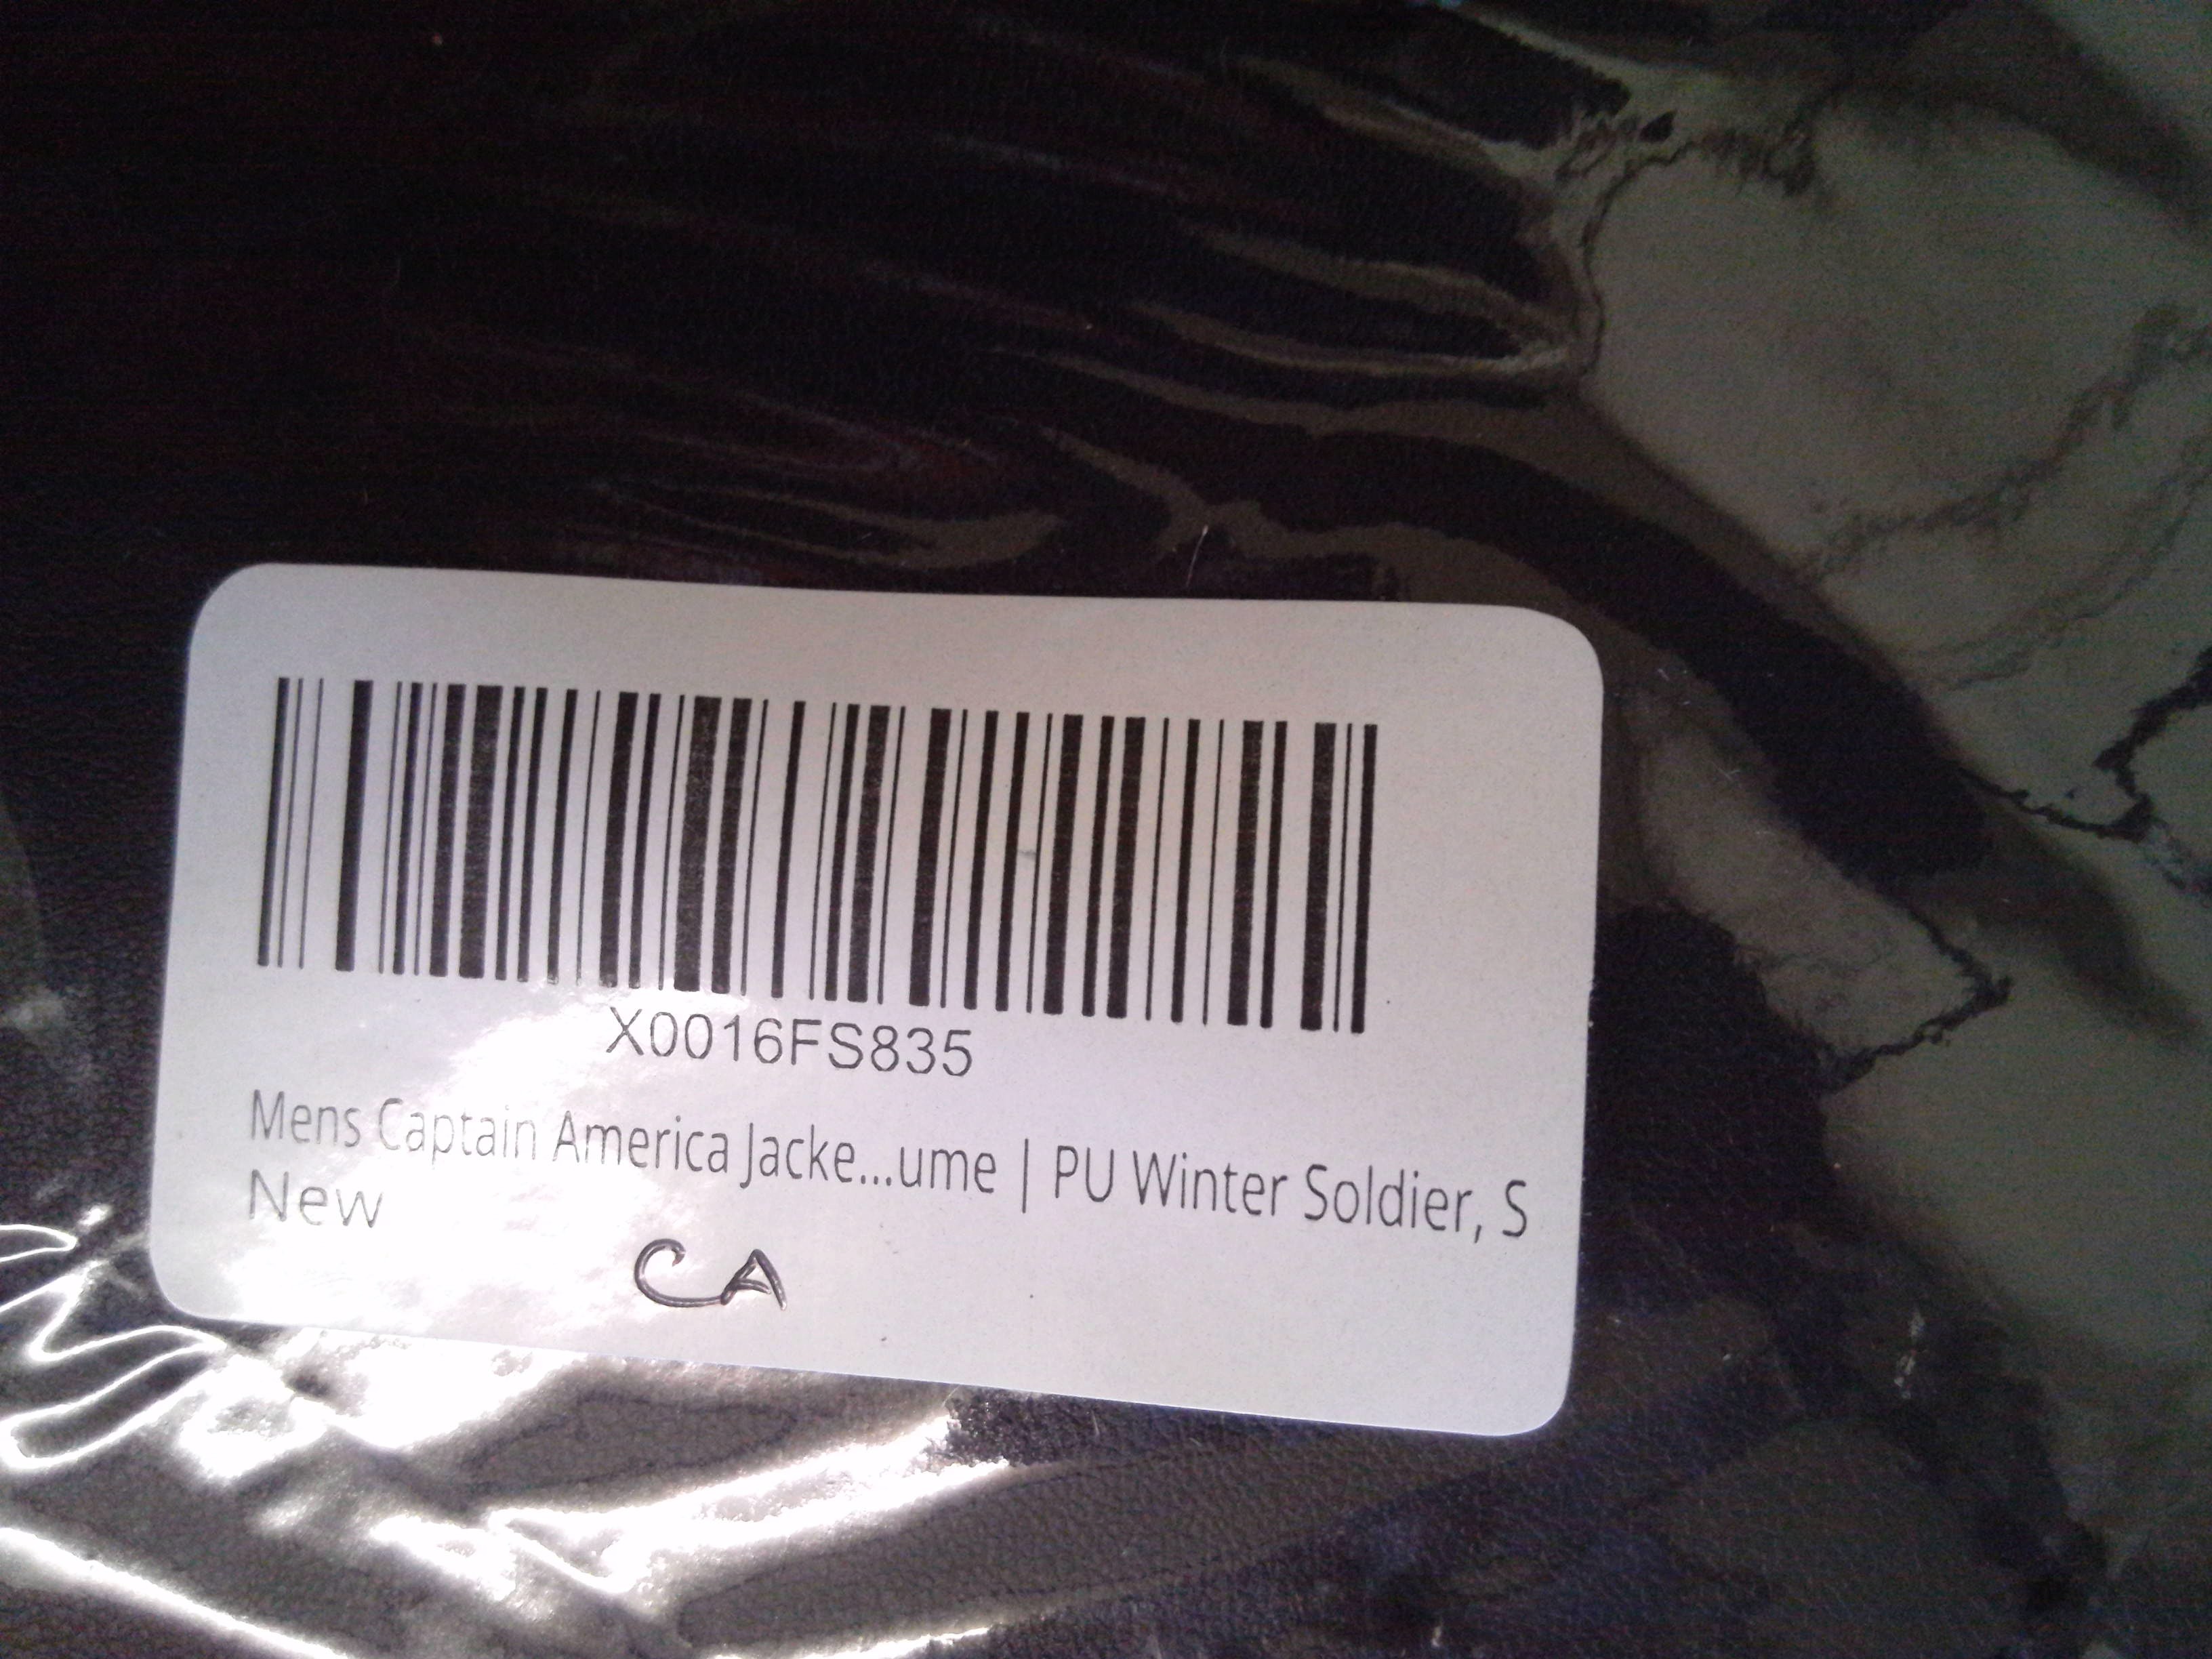 X0016FS835
Mens Captain America Jacke...ume | PU Winter Soldier, S
New
CA